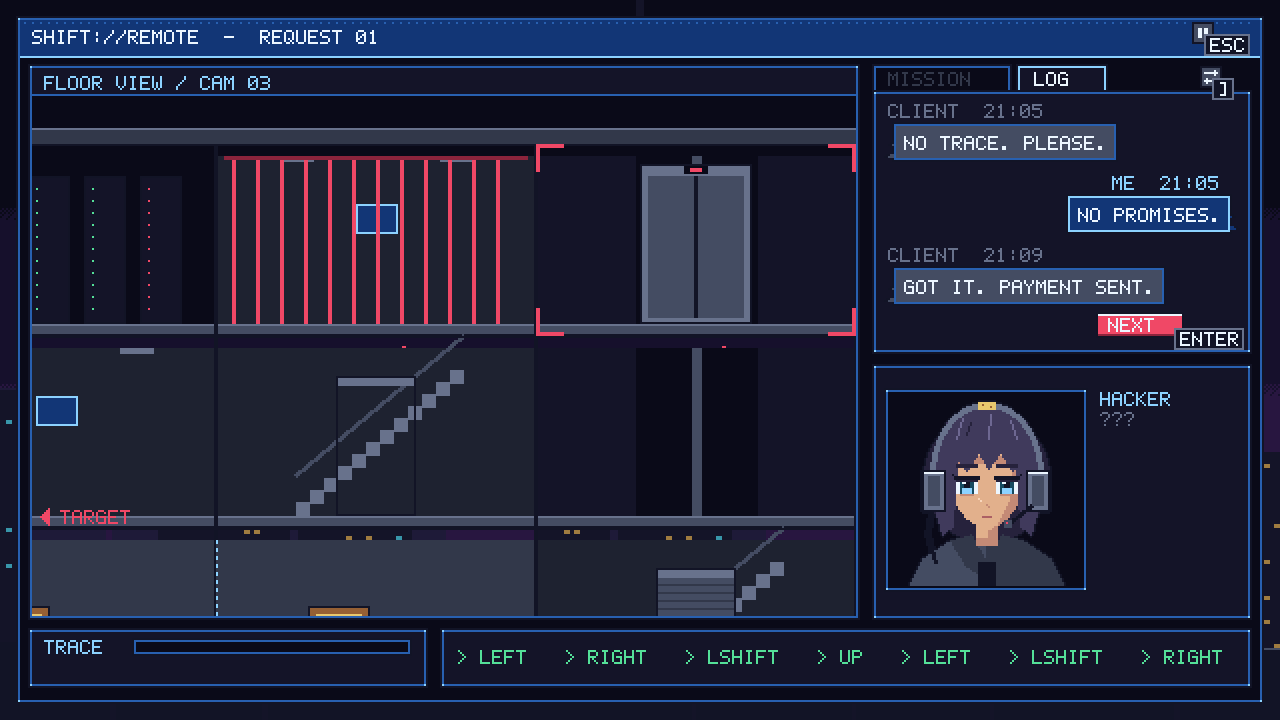 SHIFT://REMOTE – REQUEST 01
ESC
FLOOR VIEW / CAM 03
MISSION
LOG
]
CLIENT 21:05
NO TRACE. PLEASE.
ME 21:05
NO PROMISES.
CLIENT 21:09
GOT IT. PAYMENT SENT.
NEXT
ENTER
HACKER
???
TARGET
TRACE
> LEFT > RIGHT > LSHIFT > UP > LEFT > LSHIFT > RIGHT